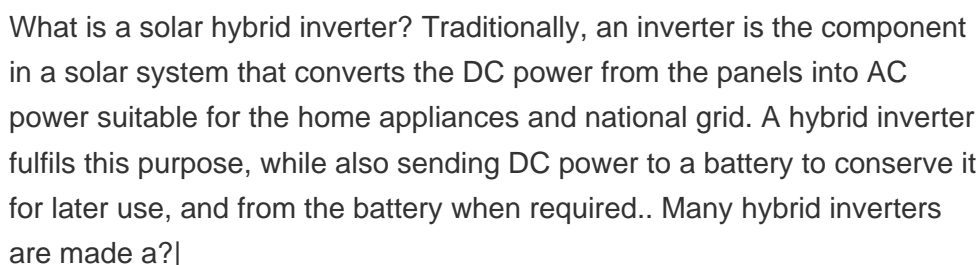 What is a solar hybrid inverter? Traditionally, an inverter is the component
in a solar system that converts the DC power from the panels into AC
power suitable for the home appliances and national grid. A hybrid inverter
fulfils this purpose, while also sending DC power to a battery to conserve it
for later use, and from the battery when required.. Many hybrid inverters
are made a?|